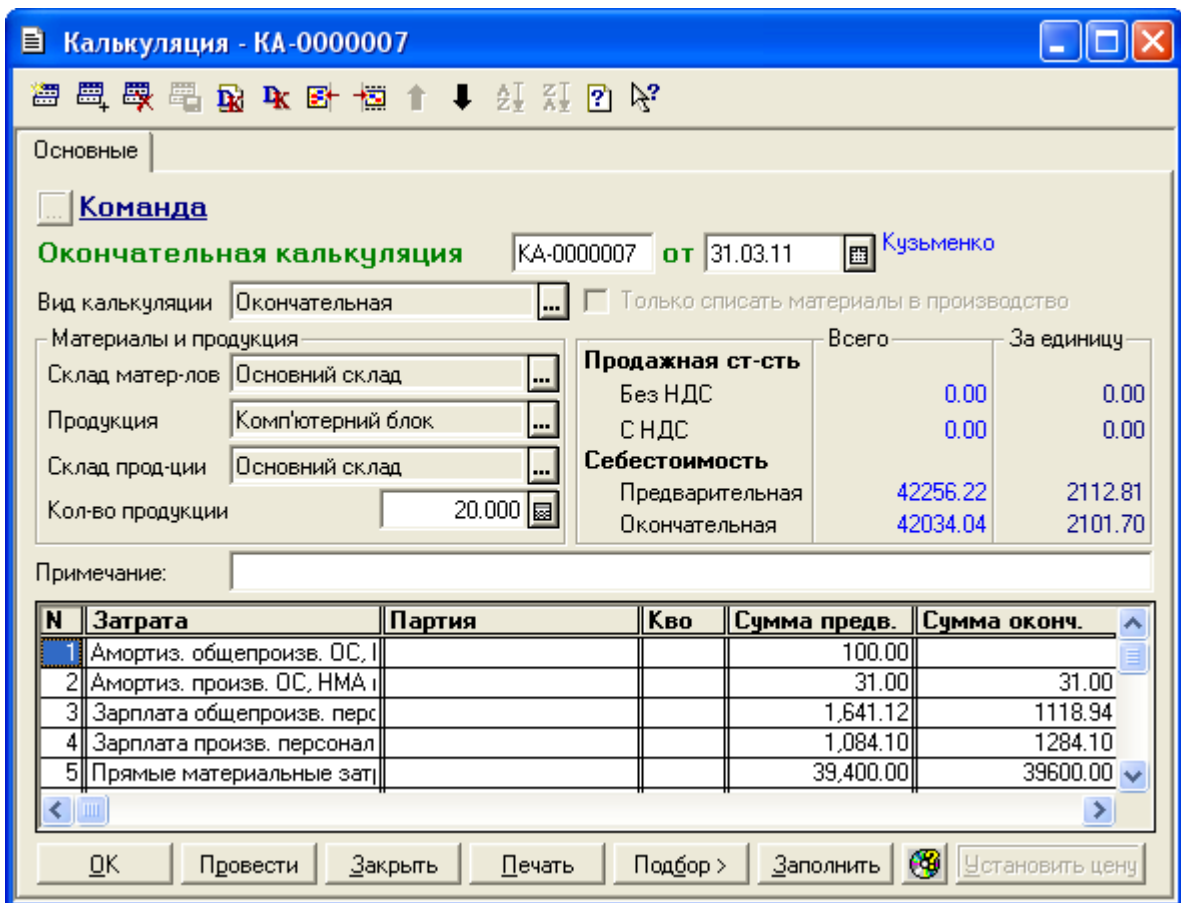 Калькуляция - КА-0000007
Основные
... Команда
Окончательная калькуляция КА-0000007 от 31.03.11 Кузьменко
Вид калькуляции Окончательная ... Только списать материалы в производство
Материалы и продукция Всего За единицу
Продажная ст-сть
Склад матер-лов Основний склад ...
Без НДС 0.00 0.00
Продукция Комп'ютерний блок ...
С НДС 0.00 0.00
Себестоимость
Склад прод-ции Основний склад ...
Предварительная 42256.22 2112.81
Кол-во продукции 20.000
Окончательная 42034.04 2101.70
Примечание:
N Затрата Партия Кво Сумма предв. Сумма оконч.
1 Амортиз. общепроизв. ОС, 100.00
2 Амортиз. произв. ОС, НМА 31.00 31.00
3 Зарплата общепроизв. перс 1,641.12 1118.94
4 Зарплата произв. персонал 1,084.10 1284.10
5 Прямые материальные зат 39,400.00 39600.00
OK Провести Закрыть Печать Подбор > Заполнить Установить цену